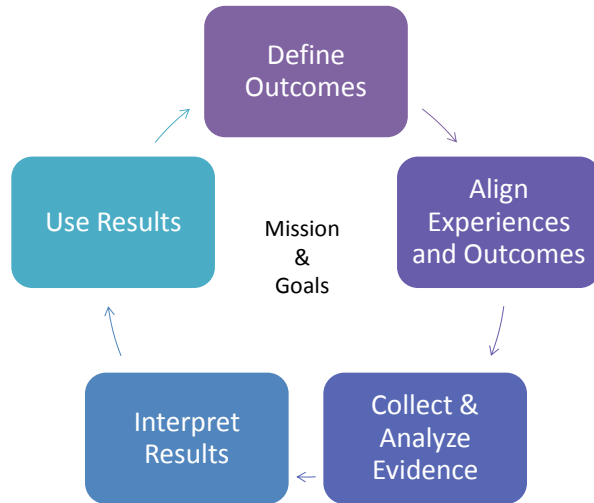 Define
Outcomes
Align
Experiences
and Outcomes
Collect &
Analyze
Evidence
Interpret
Results
Use Results
Mission
&
Goals